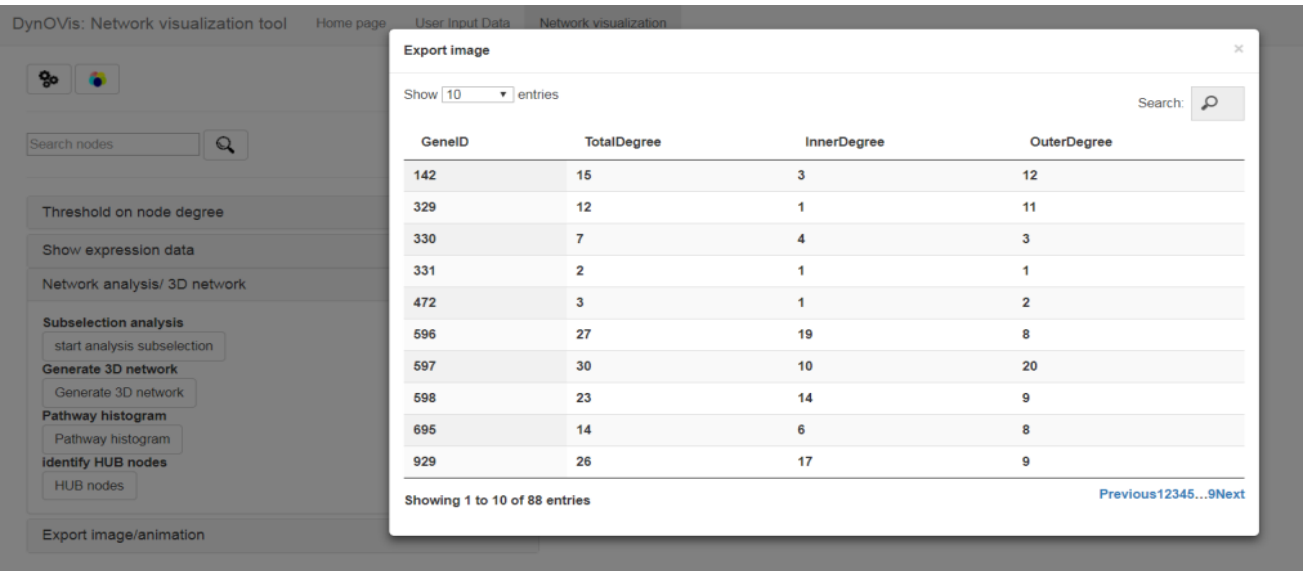 DynOVis: Network visualization tool Home page User Input Data Network visualization
Export image ×
Show 10 entries
Search:
Search nodes
GeneID TotalDegree InnerDegree OuterDegree
142 15 3 12
329 12 1 11
330 7 4 3
331 2 1 1
472 3 1 2
596 27 19 8
597 30 10 20
598 23 14 9
695 14 6 8
929 26 17 9
Showing 1 to 10 of 88 entries
Previous12345...9Next
Threshold on node degree
Show expression data
Network analysis/ 3D network
Subselection analysis
start analysis subselection
Generate 3D network
Generate 3D network
Pathway histogram
Pathway histogram
identify HUB nodes
HUB nodes
Export image/animation